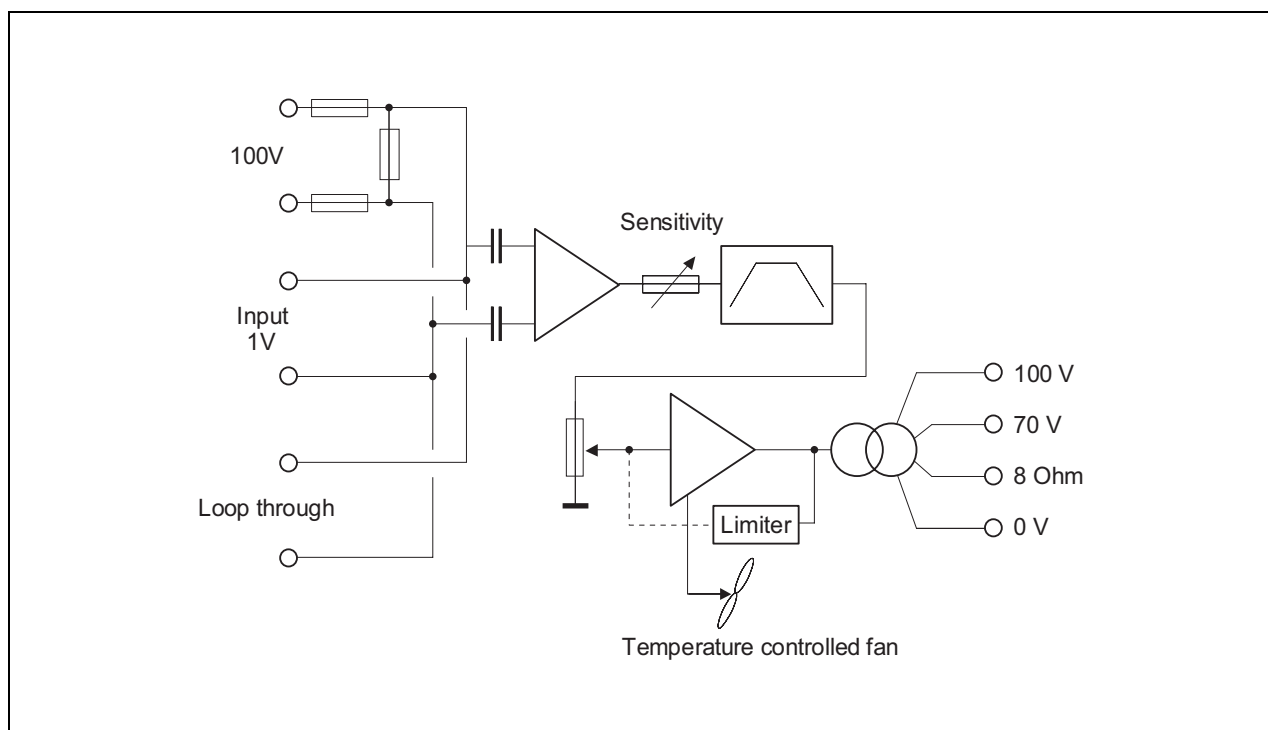 100V
Input
1V
Loop through
Sensitivity
Limiter
Temperature controlled fan
100 V
70 V
8 Ohm
0 V